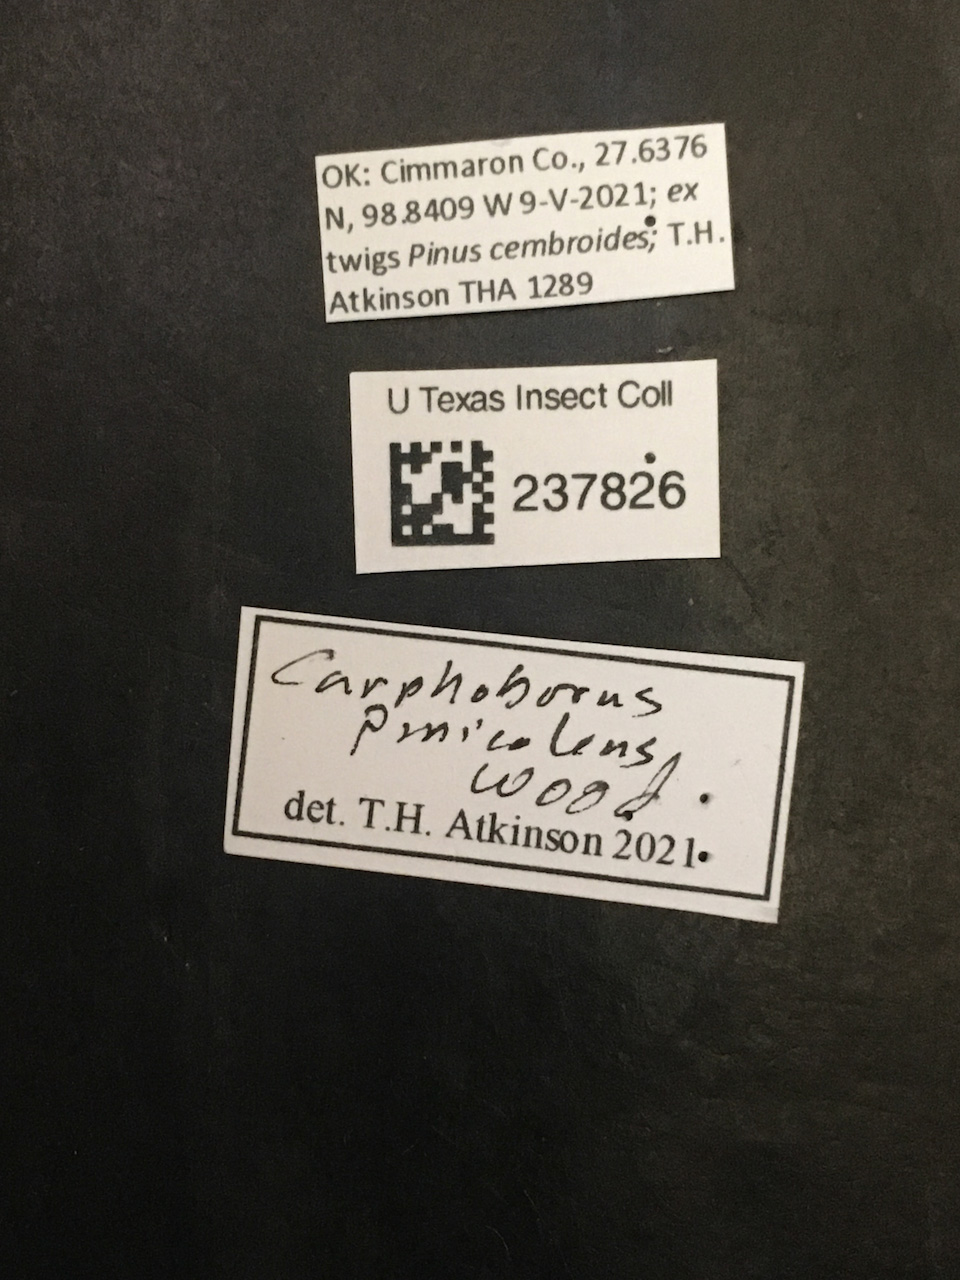 OK: Cimmaron Co., 27.6376
N, 98.8409 W 9-V-2021; ex
twigs Pinus cembroides; T.H.
Atkinson THA 1289
U Texas Insect Coll
237826
Carphoborus
pinicolens
Wood
det. T.H. Atkinson 2021